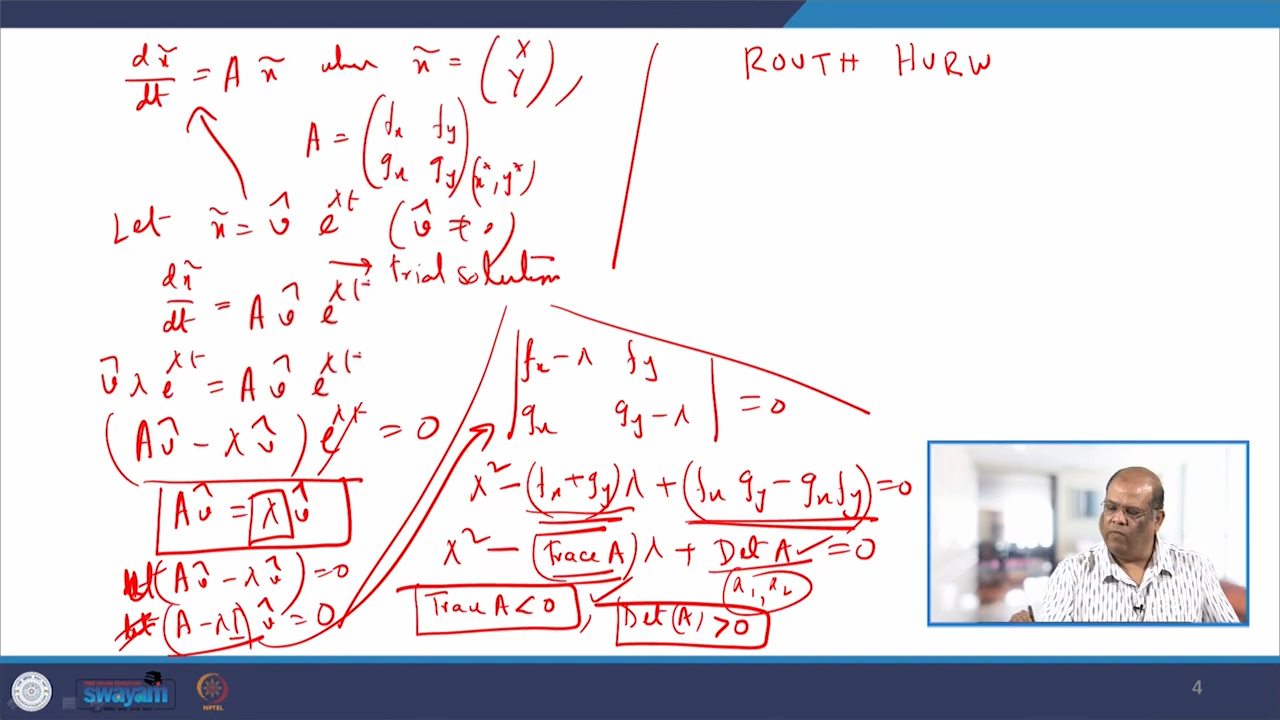 dx̃/dt = A x̃ where x̃ = (X Y),
A = (fx fy gx gy)(x*, y*)
Let x̃ = v̂ e^λt (v̂ ≠ 0)
→ trial solution
dx̃/dt = A v̂ e^λt
v̂ λ e^λt = A v̂ e^λt
(A v̂ - λ v̂) e^λt = 0
A v̂ = λ v̂
(A v̂ - λ v̂) = 0
(A - λI) v̂ = 0
|fx - λ fy
gx gy - λ| = 0
λ² - (fx + gy) λ + (fx gy - gx fy) = 0
λ² - (Trace A) λ + Det A = 0
λ1, λ2
Trace A < 0, Det(A) > 0
ROUTH HURW
swayam
NPTEL
4